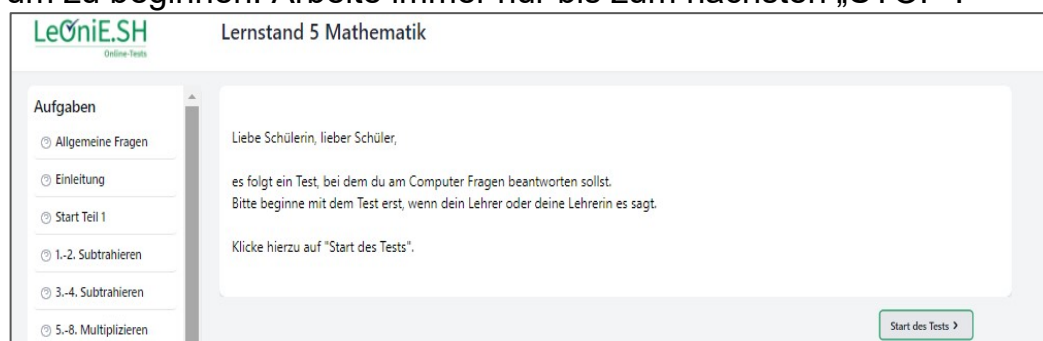 um zu beginnen. Arbeite immer nur bis zum nächsten „STOP“.
LeOniE.SH
Online-Tests
Lernstand 5 Mathematik
Aufgaben
Allgemeine Fragen
Einleitung
Start Teil 1
1.-2. Subtrahieren
3.-4. Subtrahieren
5.-8. Multiplizieren
Liebe Schülerin, lieber Schüler,
es folgt ein Test, bei dem du am Computer Fragen beantworten sollst.
Bitte beginne mit dem Test erst, wenn dein Lehrer oder deine Lehrerin es sagt.
Klicke hierzu auf "Start des Tests".
Start des Tests